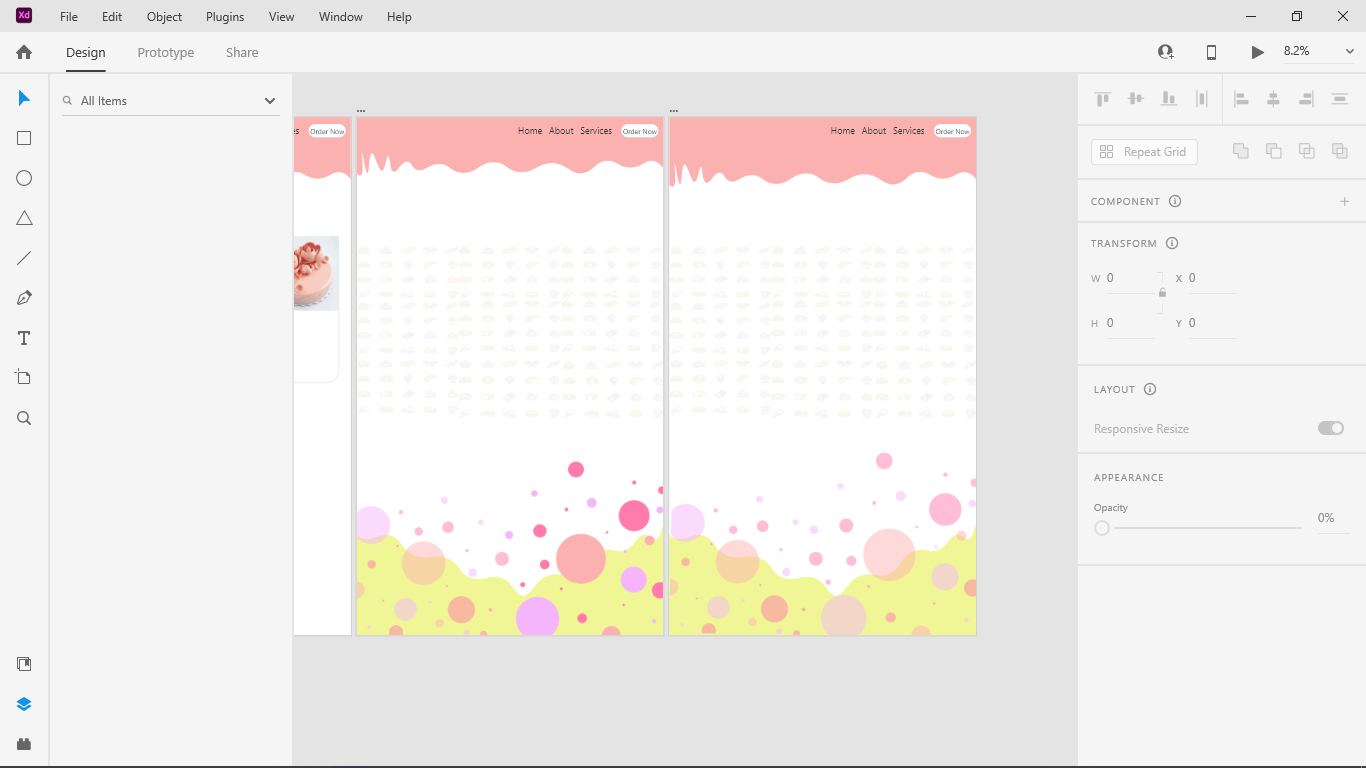 Xd File Edit Object Plugins View Window Help
Design Prototype Share 8.2%
All Items
... ...
es Order Now Home About Services Order Now Home About Services Order Now
Repeat Grid
COMPONENT
TRANSFORM
W 0 X 0
H 0 Y 0
LAYOUT
Responsive Resize
APPEARANCE
Opacity
0%